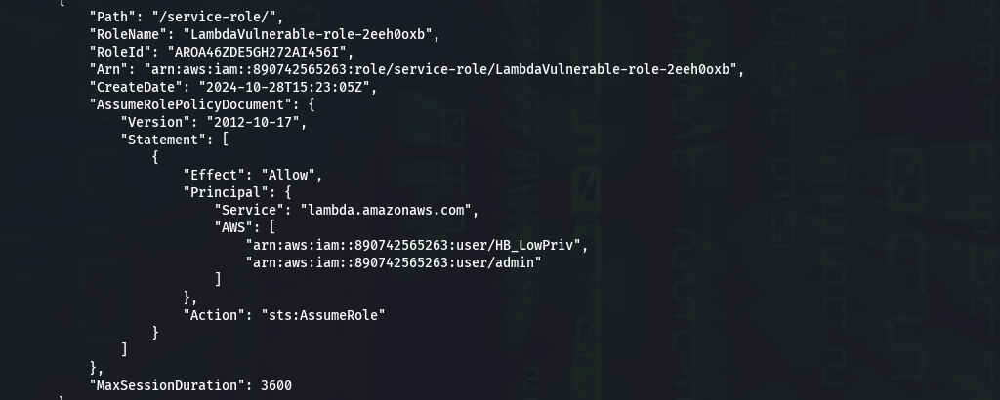 {
"Path": "/service-role/",
"RoleName": "LambdaVulnerable-role-2eeh0oxb",
"RoleId": "AROA46ZDE5GH272AI456I",
"Arn": "arn:aws:iam::890742565263:role/service-role/LambdaVulnerable-role-2eeh0oxb",
"CreateDate": "2024-10-28T15:23:05Z",
"AssumeRolePolicyDocument": {
"Version": "2012-10-17",
"Statement": [
{
"Effect": "Allow",
"Principal": {
"Service": "lambda.amazonaws.com",
"AWS": [
"arn:aws:iam::890742565263:user/HB_LowPriv",
"arn:aws:iam::890742565263:user/admin"
]
},
"Action": "sts:AssumeRole"
}
]
},
"MaxSessionDuration": 3600
}